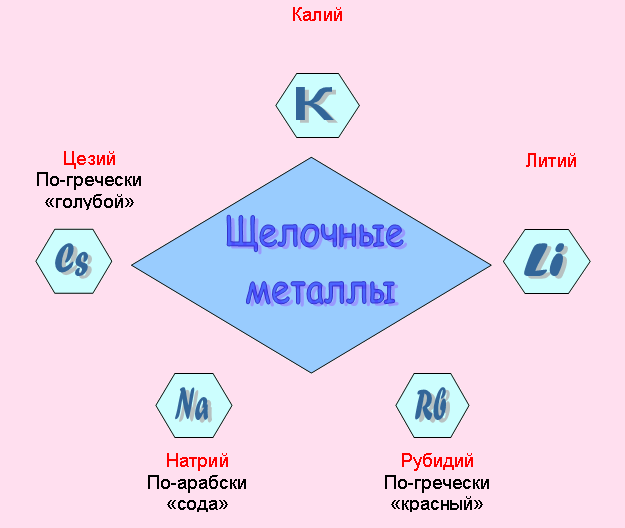 Калий
К
Цезий
По-гречески
«голубой»
Cs
Литий
Li
Щелочные
металлы
Na
Натрий
По-арабски
«сода»
Rb
Рубидий
По-гречески
«красный»